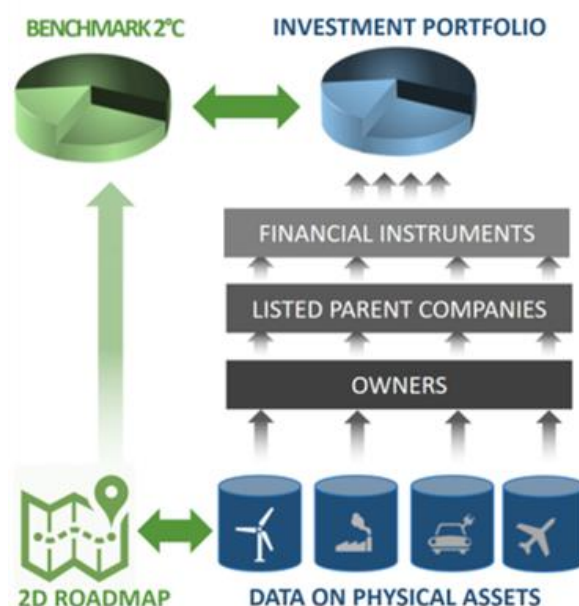 BENCHMARK 2°C
INVESTMENT PORTFOLIO
FINANCIAL INSTRUMENTS
LISTED PARENT COMPANIES
OWNERS
2D ROADMAP
DATA ON PHYSICAL ASSETS